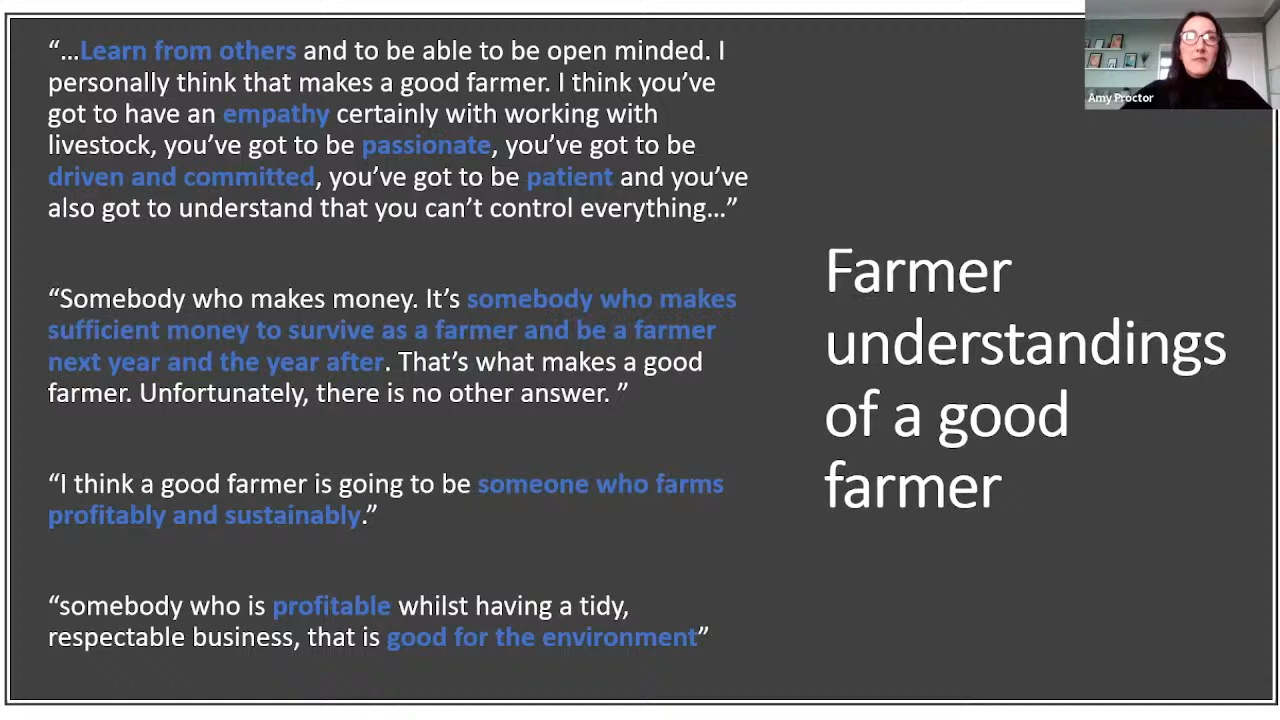 “…Learn from others and to be able to be open minded. I
personally think that makes a good farmer. I think you’ve
got to have an empathy certainly with working with
livestock, you’ve got to be passionate, you’ve got to be
driven and committed, you’ve got to be patient and you’ve
also got to understand that you can’t control everything…”
“Somebody who makes money. It’s somebody who makes
sufficient money to survive as a farmer and be a farmer
next year and the year after. That’s what makes a good
farmer. Unfortunately, there is no other answer. ”
“I think a good farmer is going to be someone who farms
profitably and sustainably.”
“somebody who is profitable whilst having a tidy,
respectable business, that is good for the environment”
Farmer
understandings
of a good
farmer
Amy Proctor